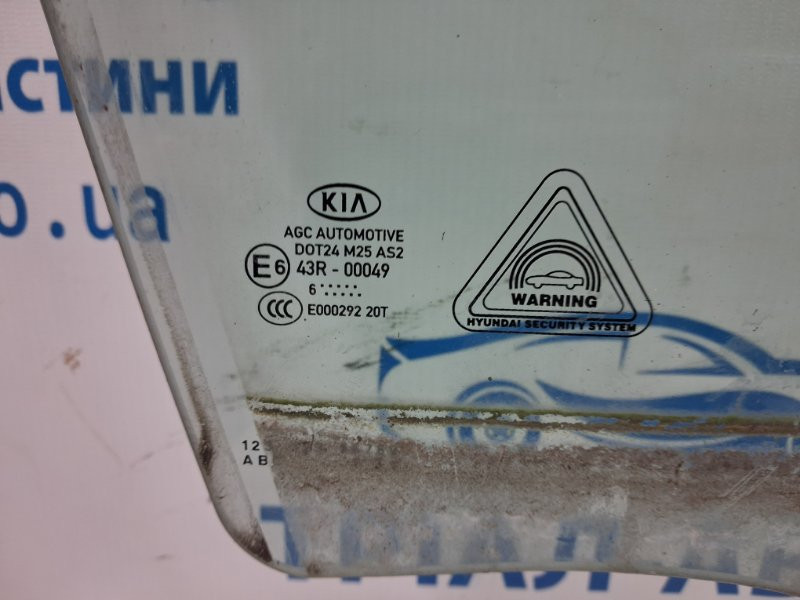 стини
.ua
KIA
AGC AUTOMOTIVE
DOT24 M25 AS2
E6 43R - 00049
6 ..........
CCC E000292 20T
WARNING
HYUNDAI SECURITY SYSTEM
12
AB